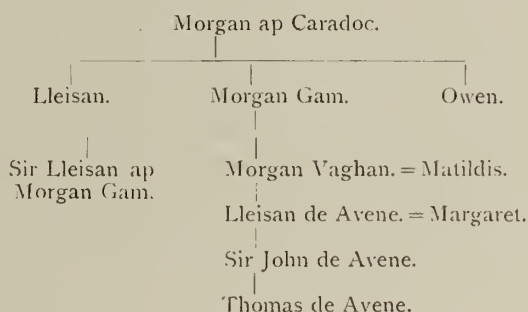 Morgan ap Caradoc.
Lleisan. Morgan Gam. Owen.
Sir Lleisan ap Morgan Vaghan. = Matildis.
Morgan Gam.
Lleisan de Avene. = Margaret.
Sir John de Avene.
Thomas de Avene.